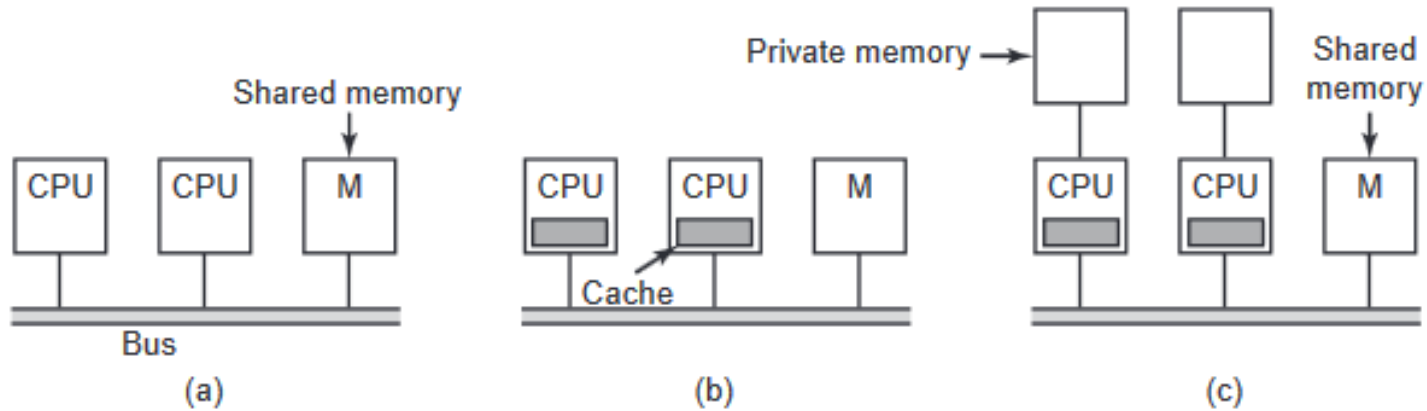 Shared memory
CPU
CPU
M
Bus
(a)
CPU
CPU
M
Cache
(b)
Private memory
Shared
memory
CPU
CPU
M
(c)